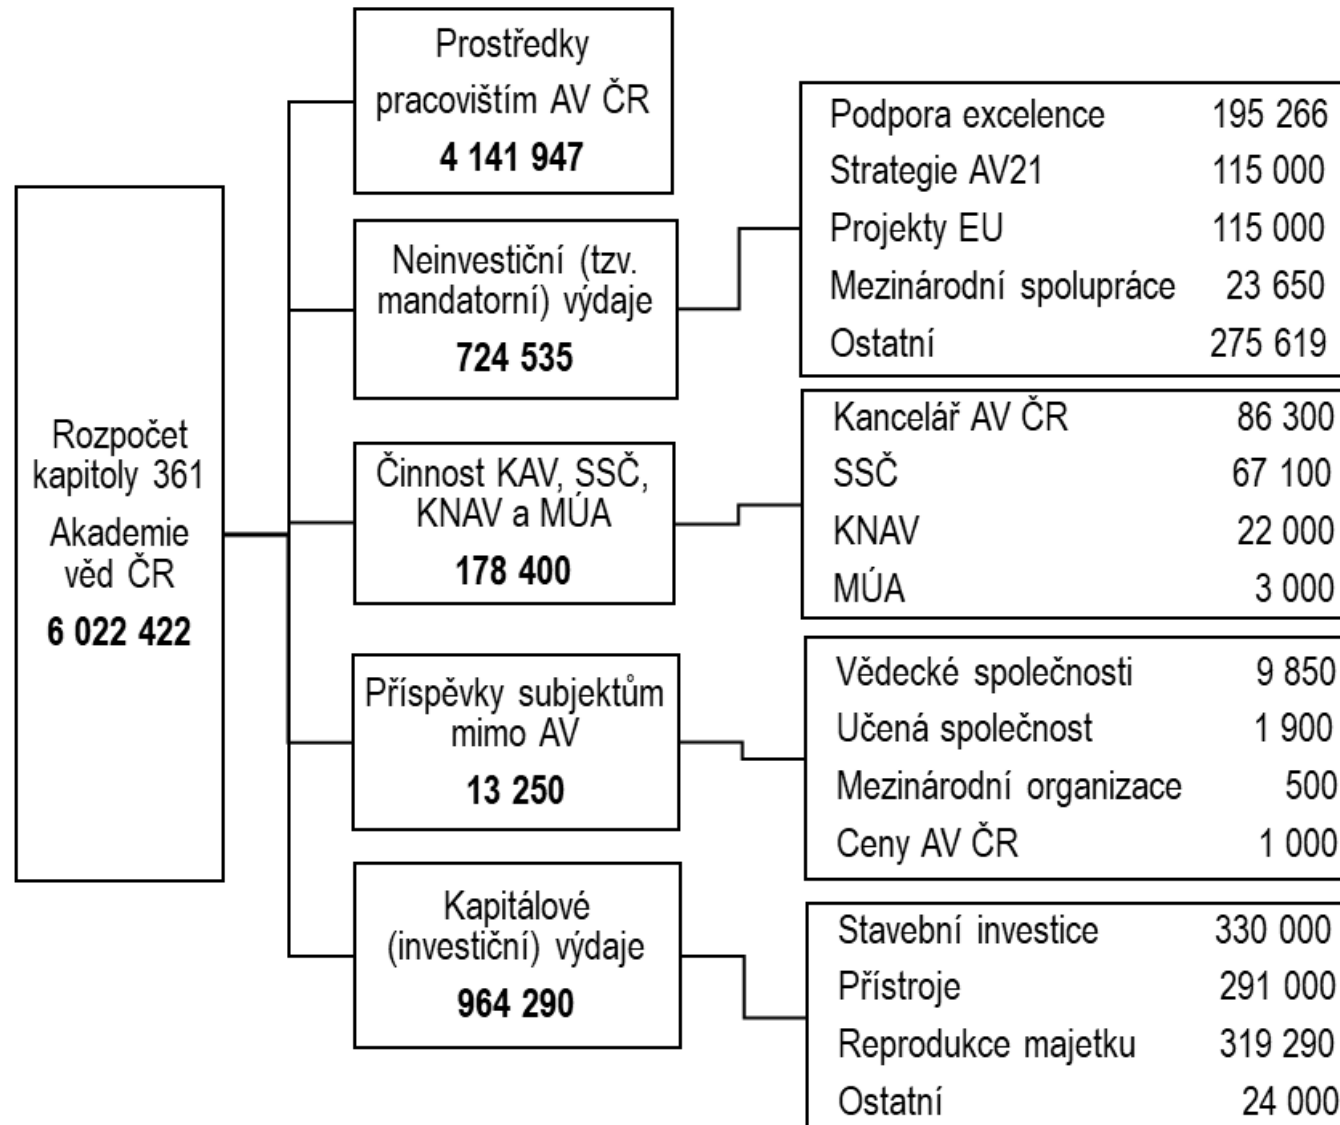 Rozpočet
kapitoly 361
Akademie
věd ČR
6 022 422
Prostředky
pracovištím AV ČR
4 141 947
Neinvestiční (tzv.
mandatorní) výdaje
724 535
Podpora excelence 195 266
Strategie AV21 115 000
Projekty EU 115 000
Mezinárodní spolupráce 23 650
Ostatní 275 619
Činnost KAV, SSČ,
KNAV a MÚA
178 400
Kancelář AV ČR 86 300
SSČ 67 100
KNAV 22 000
MÚA 3 000
Příspěvky subjektům
mimo AV
13 250
Vědecké společnosti 9 850
Učená společnost 1 900
Mezinárodní organizace 500
Ceny AV ČR 1 000
Kapitálové
(investiční) výdaje
964 290
Stavební investice 330 000
Přístroje 291 000
Reprodukce majetku 319 290
Ostatní 24 000